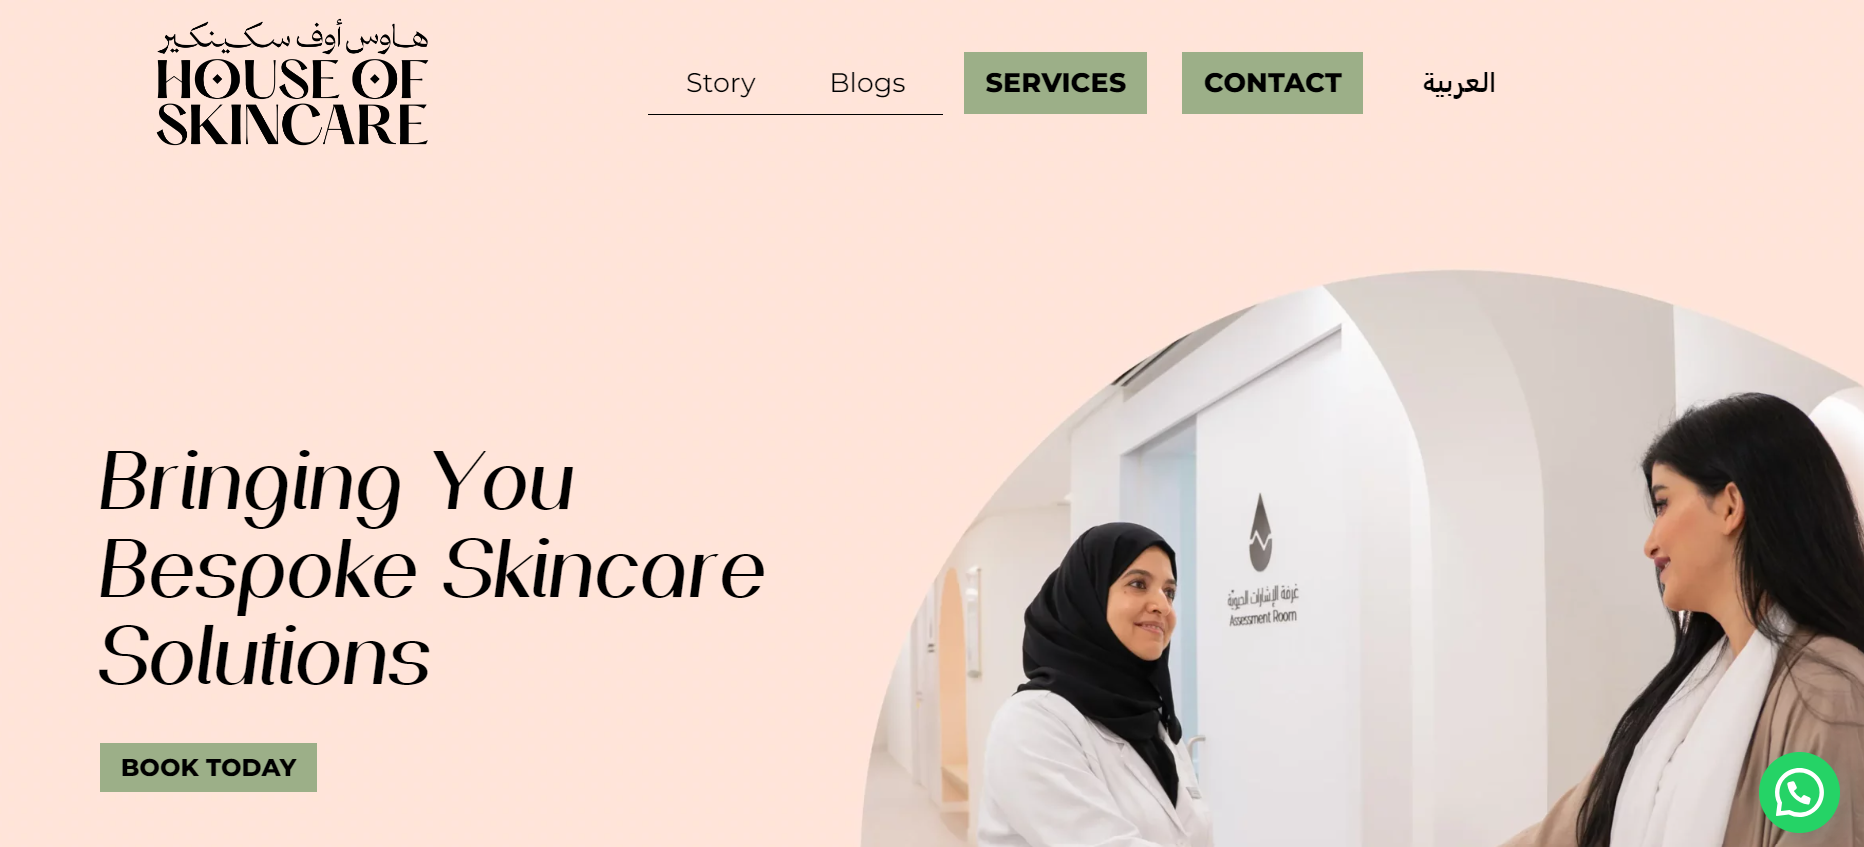 هاوس أوف سكينكير
HOUSE OF
SKINCARE
Story
Blogs
SERVICES
CONTACT
العربية
Bringing You
Bespoke Skincare
Solutions
BOOK TODAY
غرفة الإشارات الحيوية
Assessment Room